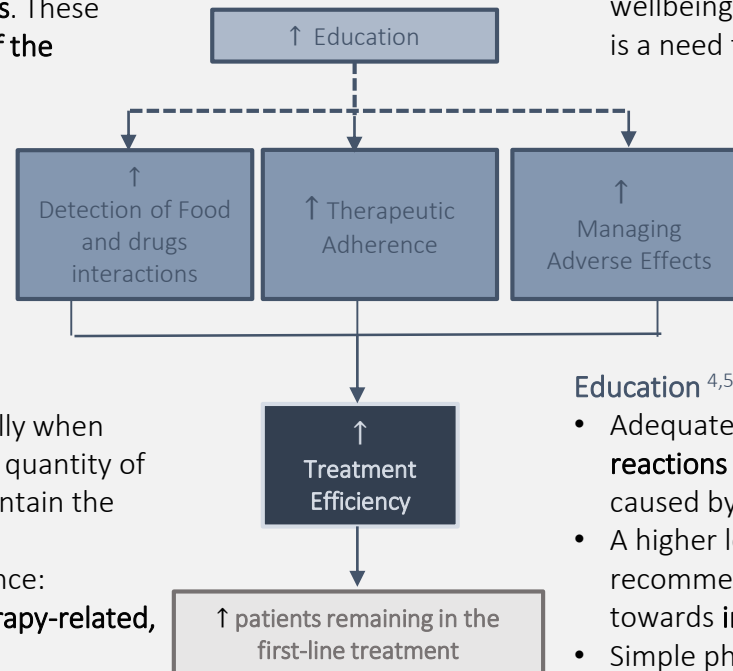 s. These
f the
↑ Education
wellbeing
is a need
↑
Detection of Food
and drugs
interactions
↑ Therapeutic
Adherence
↑
Managing
Adverse Effects
lly when
quantity of
ntain the
nce:
rapy-related,
↑
Treatment
Efficiency
↑ patients remaining in the
first-line treatment
Education 4,5
• Adequate
reactions
caused by
• A higher
recomme
towards
• Simple ph